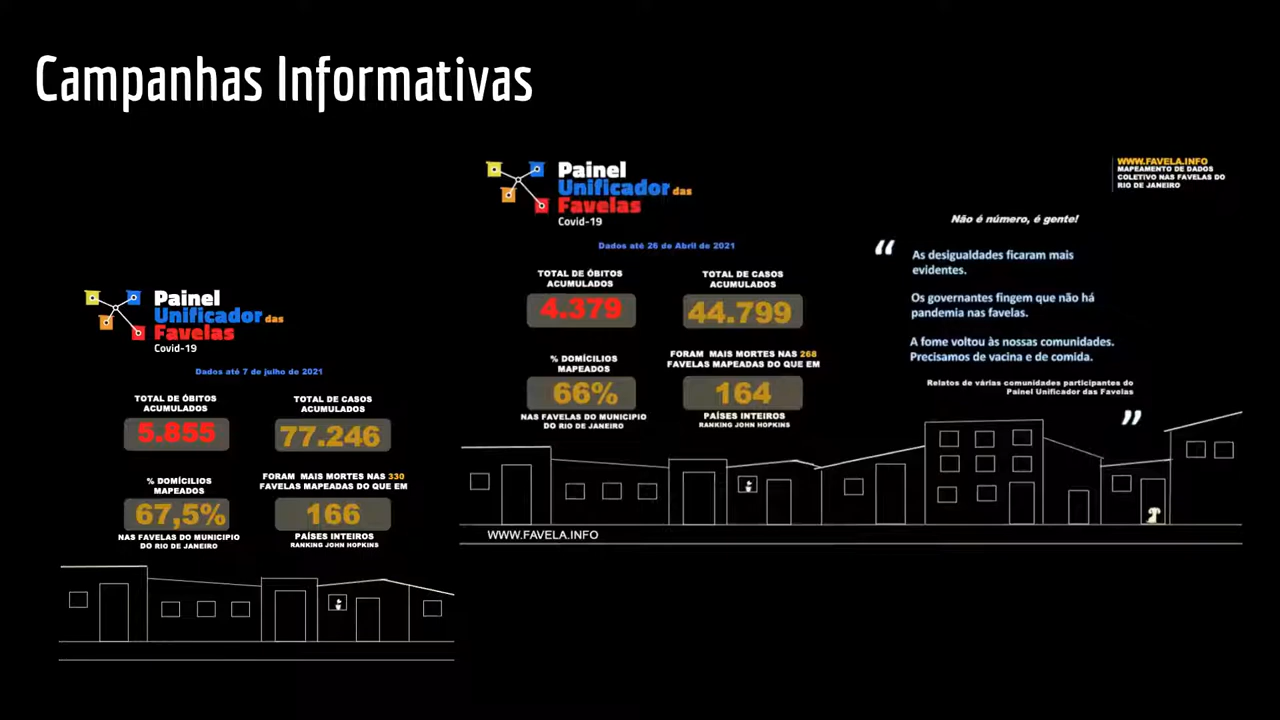 Campanhas Informativas
Painel
Unificador das
Favelas
Covid-19
Dados até 7 de julho de 2021
TOTAL DE ÓBITOS
ACUMULADOS
5.855
TOTAL DE CASOS
ACUMULADOS
77.246
% DOMICÍLIOS
MAPEADOS
67,5%
NAS FAVELAS DO MUNICIPIO
DO RIO DE JANEIRO
FORAM MAIS MORTES NAS 330
FAVELAS MAPEADAS DO QUE EM
166
PAÍSES INTEIROS
RANKING JOHN HOPKINS
Painel
Unificador das
Favelas
Covid-19
Dados até 26 de Abril de 2021
TOTAL DE ÓBITOS
ACUMULADOS
4.379
TOTAL DE CASOS
ACUMULADOS
44.799
% DOMICÍLIOS
MAPEADOS
66%
NAS FAVELAS DO MUNICIPIO
DO RIO DE JANEIRO
FORAM MAIS MORTES NAS 268
FAVELAS MAPEADAS DO QUE EM
164
PAÍSES INTEIROS
RANKING JOHN HOPKINS
WWW.FAVELA.INFO
MAPEAMENTO DE DADOS
COLETIVO NAS FAVELAS DO
RIO DE JANEIRO
Não é número, é gente!
“
As desigualdades ficaram mais
evidentes.
Os governantes fingem que não há
pandemia nas favelas.
A fome voltou às nossas comunidades.
Precisamos de vacina e de comida.
Relatos de várias comunidades participantes do
Painel Unificador das Favelas
”
WWW.FAVELA.INFO